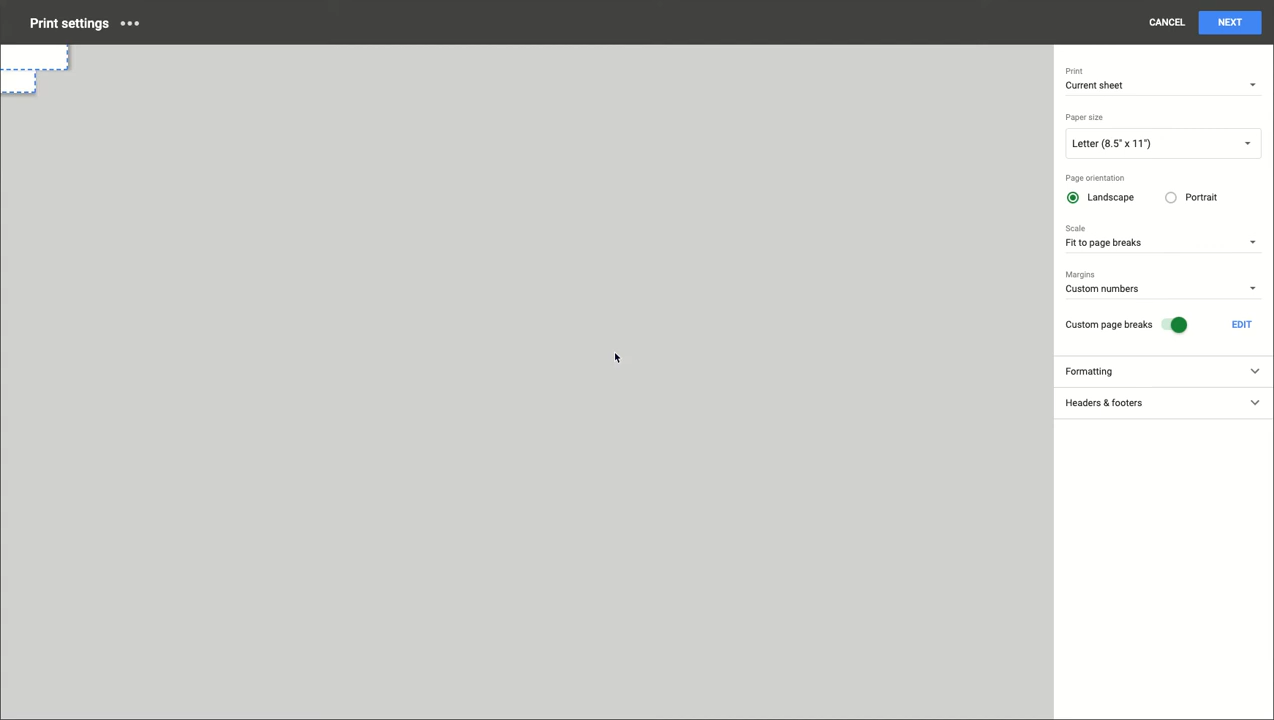 Print settings
CANCEL
NEXT
Print
Current sheet
Paper size
Letter (8.5" x 11")
Page orientation
Landscape
Portrait
Scale
Fit to page breaks
Margins
Custom numbers
Custom page breaks
EDIT
Formatting
Headers & footers